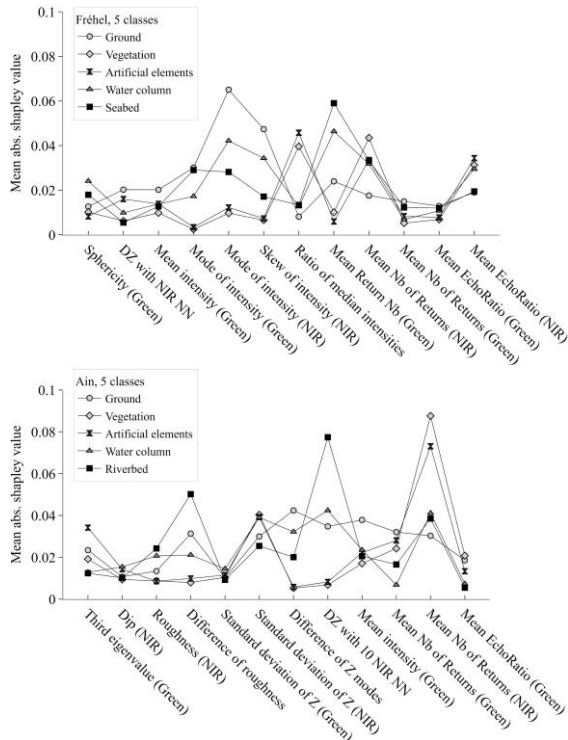 0.1
Fréhel, 5 classes
Ground
Vegetation
Artificial elements
Water column
Seabed
0.08
0.06
0.04
0.02
0
Mean abs. shapley value
Sphericity (Green)
DZ with NIR NN
Mean intensity (Green)
Mode of intensity (Green)
Mode of intensity (NIR)
Skew of intensity (NIR)
Ratio of median intensities
Mean Return Nb (Green)
Mean Nb of Returns (NIR)
Mean Nb of Returns (Green)
Mean EchoRatio (Green)
Mean EchoRatio (NIR)
0.1
Ain, 5 classes
Ground
Vegetation
Artificial elements
Water column
Riverbed
0.08
0.06
0.04
0.02
0
Mean abs. shapley value
Third eigenvalue (Green)
Dip (NIR)
Roughness (NIR)
Difference of roughness
Standard deviation of Z (Green)
Standard deviation of Z (NIR)
Difference of Z modes
DZ with 10 NIR NN
Mean intensity (Green)
Mean Nb of Returns (Green)
Mean Nb of Returns (NIR)
Mean EchoRatio (Green)